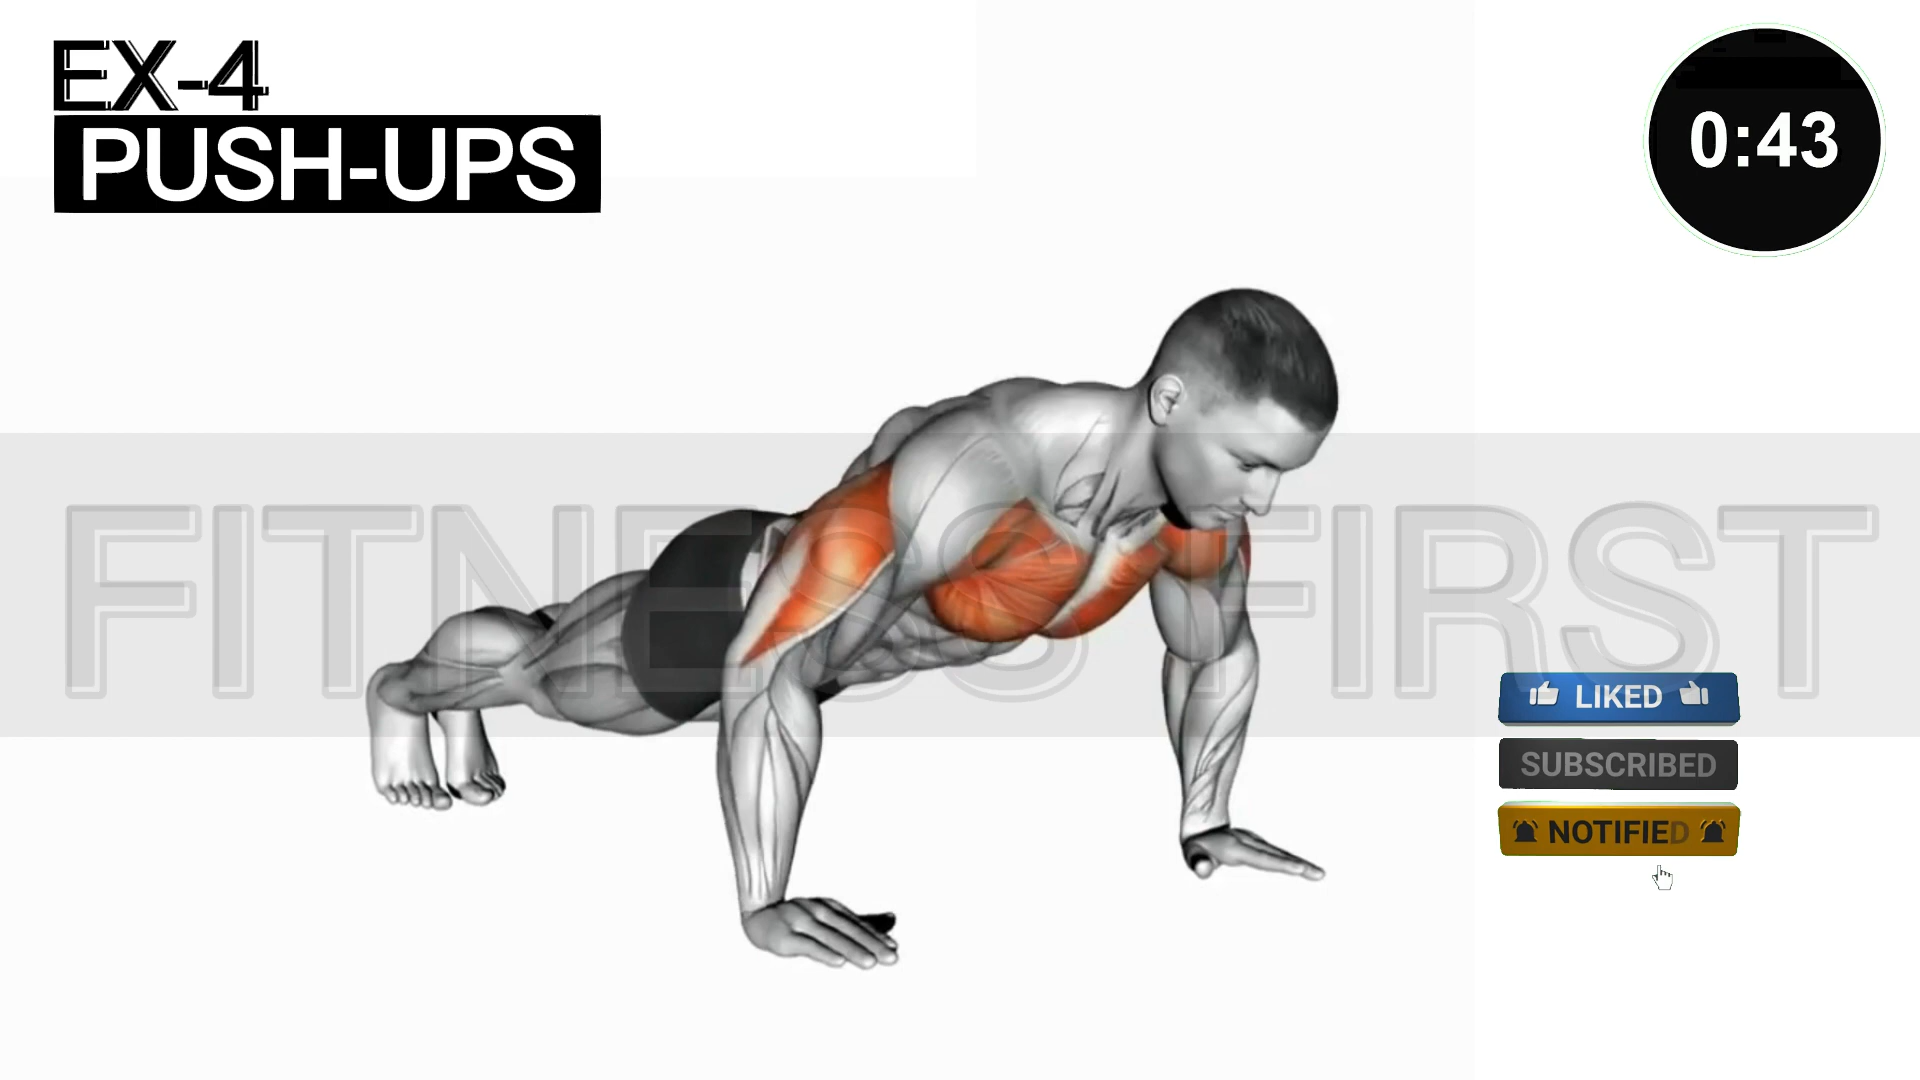 EX-4
PUSH-UPS
0:43
FITNESS FIRST
LIKED
SUBSCRIBED
NOTIFIED